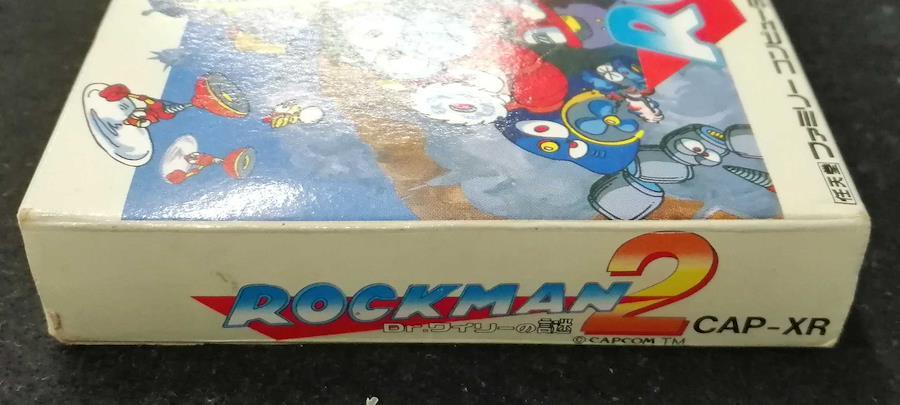 ROCKMAN 2
Dr.ワイリーの謎
CAP-XR
©CAPCOM TM
任天堂 ファミリーコンピュータ
R